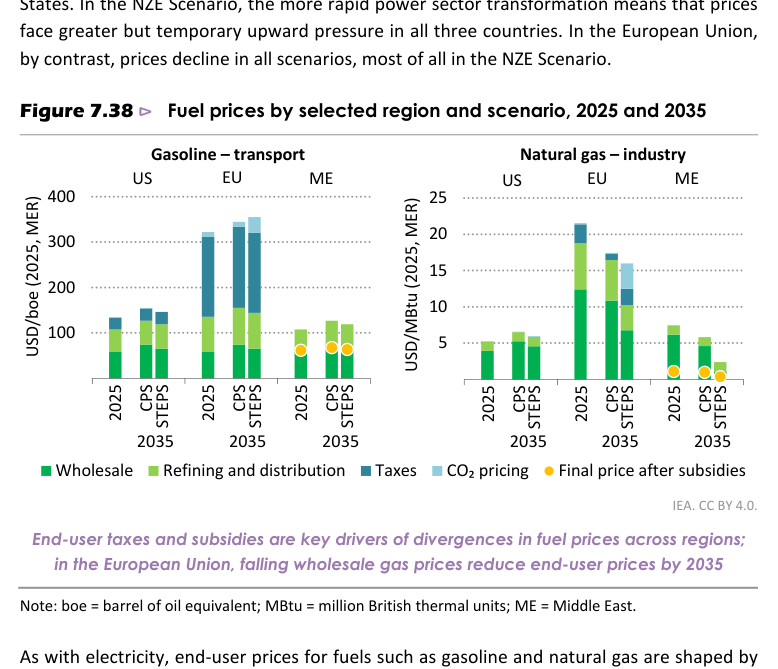 States. In the NZE Scenario, the more rapid power sector transformation means that prices
face greater but temporary upward pressure in all three countries. In the European Union,
by contrast, prices decline in all scenarios, most of all in the NZE Scenario.
Figure 7.38 ▷ Fuel prices by selected region and scenario, 2025 and 2035
Gasoline – transport
US EU ME
USD/boe (2025, MER)
400
300
200
100
2025 CPS STEPS 2025 CPS STEPS 2025 CPS STEPS
2035 2035 2035
Natural gas – industry
US EU ME
USD/MBtu (2025, MER)
25
20
15
10
5
2025 CPS STEPS 2025 CPS STEPS 2025 CPS STEPS
2035 2035 2035
Wholesale Refining and distribution Taxes CO₂ pricing Final price after subsidies
IEA. CC BY 4.0.
End-user taxes and subsidies are key drivers of divergences in fuel prices across regions;
in the European Union, falling wholesale gas prices reduce end-user prices by 2035
Note: boe = barrel of oil equivalent; MBtu = million British thermal units; ME = Middle East.
As with electricity, end-user prices for fuels such as gasoline and natural gas are shaped by